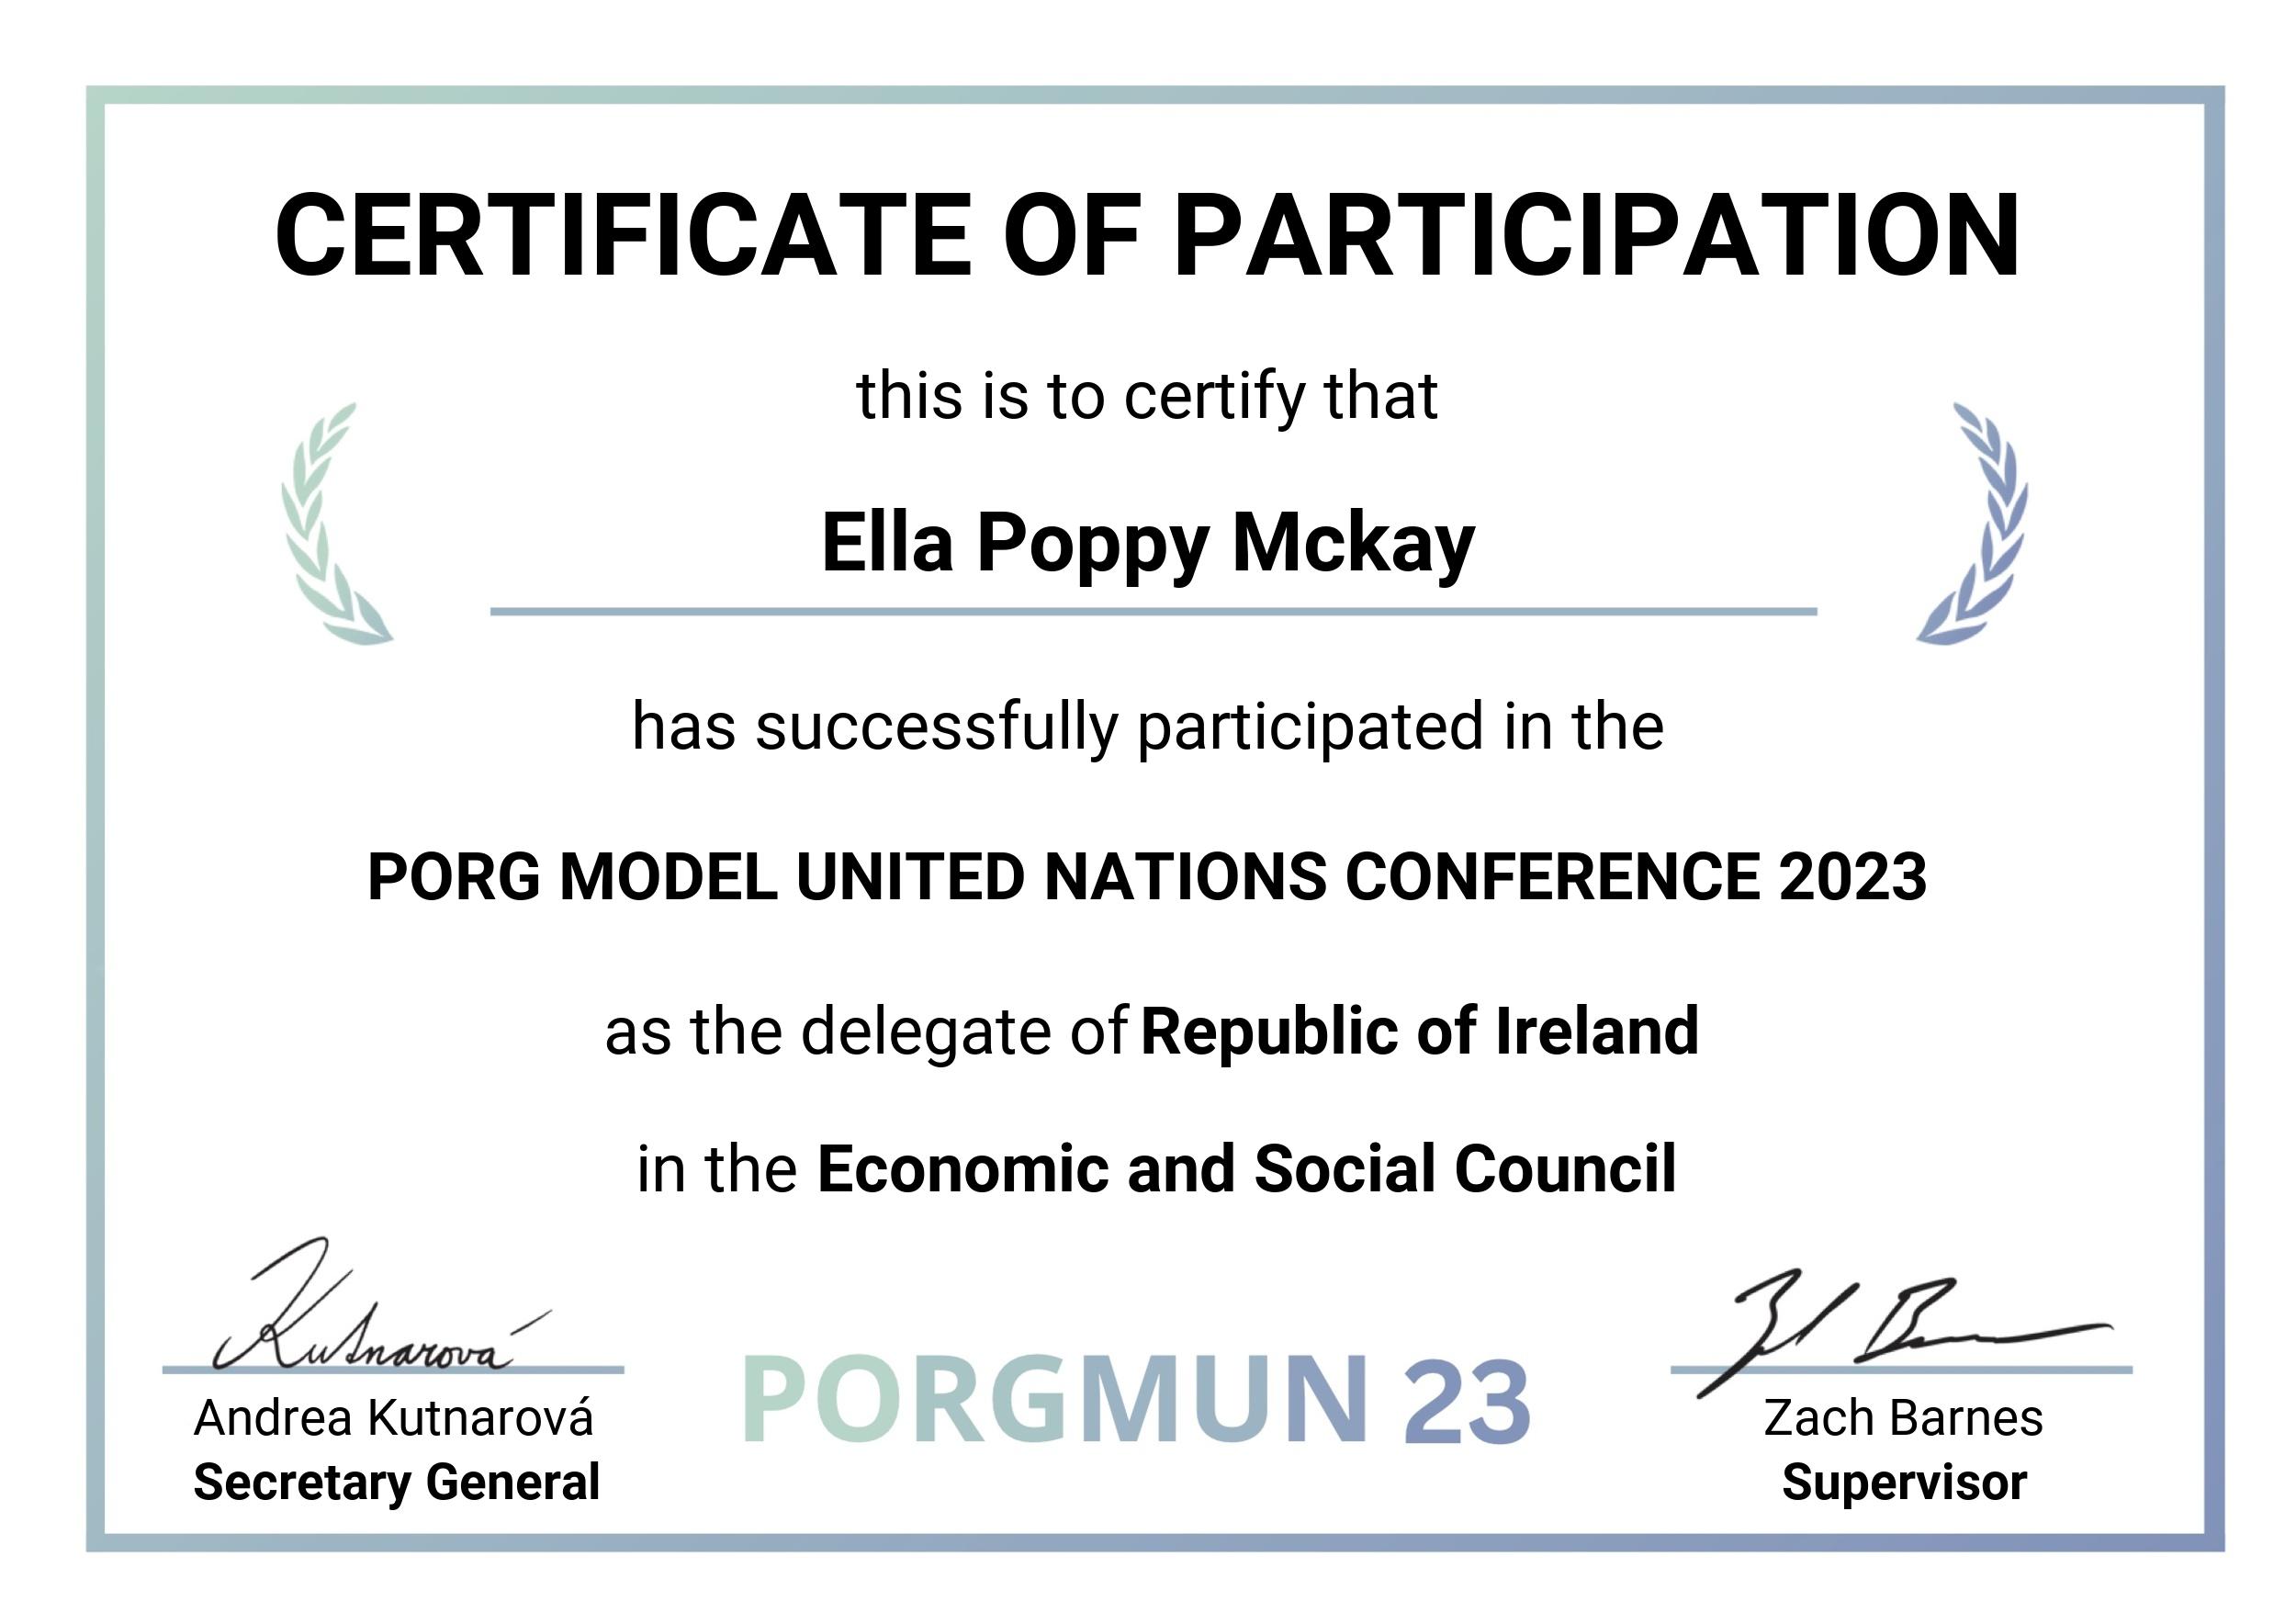 CERTIFICATE OF PARTICIPATION
this is to certify that
Ella Poppy Mckay
has successfully participated in the
PORG MODEL UNITED NATIONS CONFERENCE 2023
as the delegate of Republic of Ireland
in the Economic and Social Council
Kutnarová
Andrea Kutnarová
Secretary General
PORGMUN 23
Zach Barnes
Supervisor